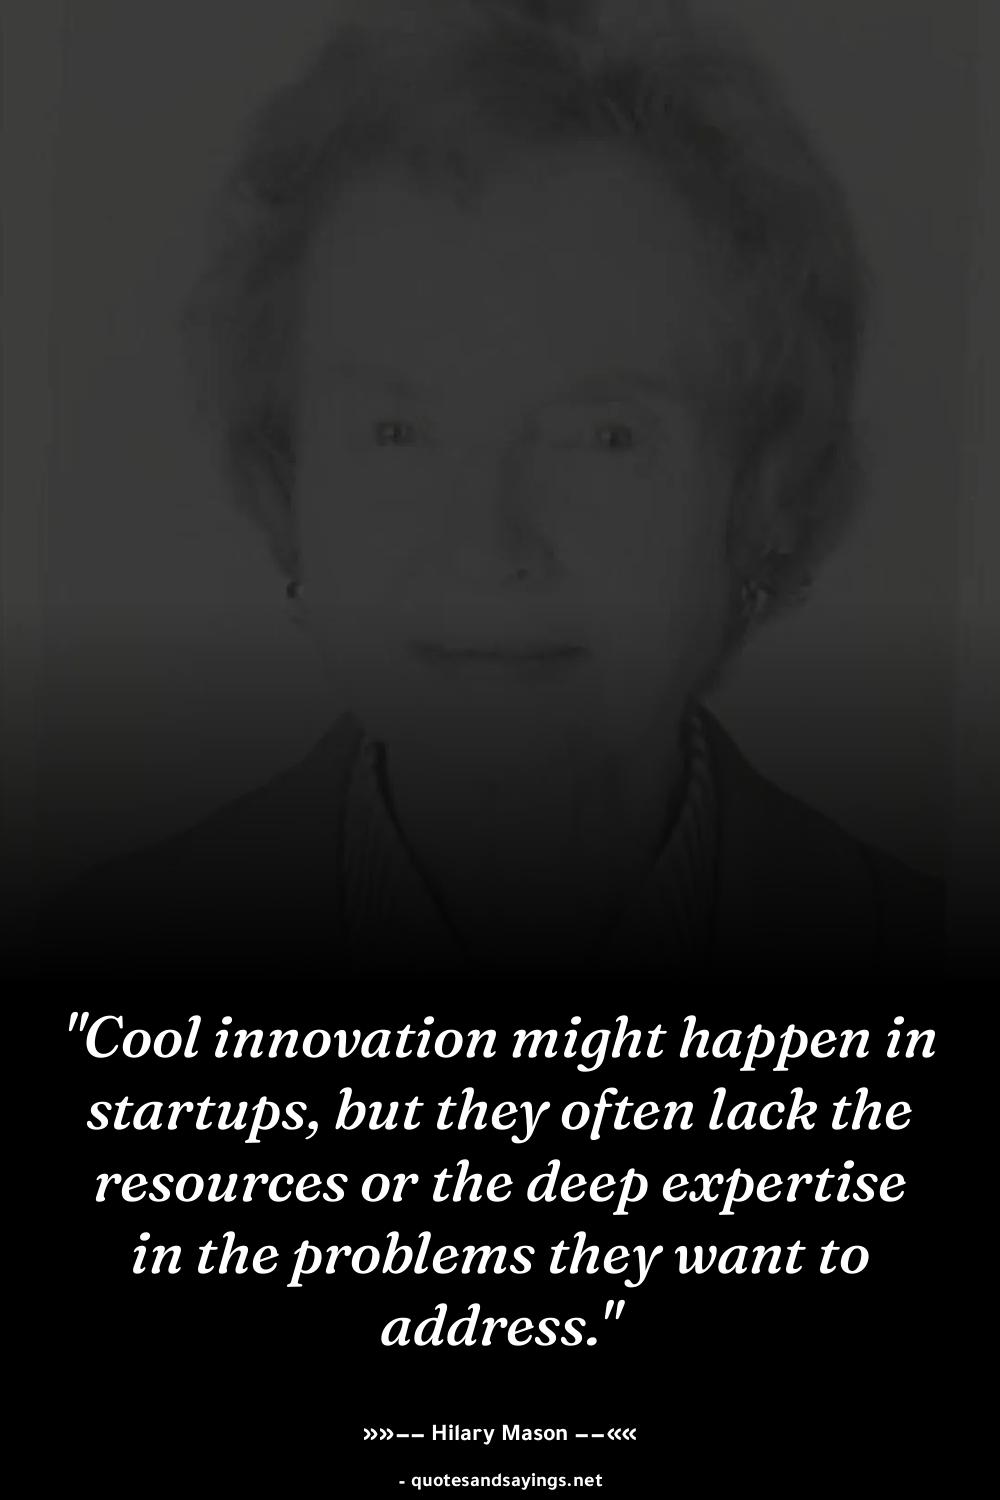 "Cool innovation might happen in
startups, but they often lack the
resources or the deep expertise
in the problems they want to
address."
»»—— Hilary Mason ——««
- quotesandsayings.net